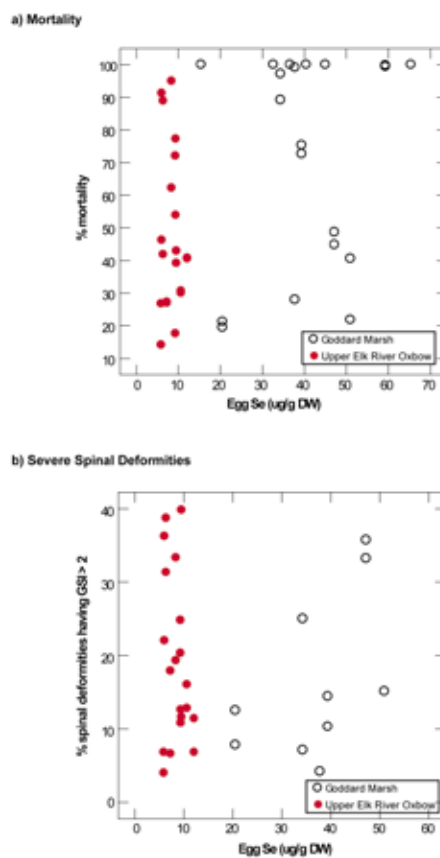 a) Mortality
100
90
80
70
60
50
40
30
20
10
% mortality
Goddard Marsh
Upper Elk River Oxbow
0 10 20 30 40 50 60 70
Egg Se (ug/g DW)
b) Severe Spinal Deformities
40
30
20
10
0
% spinal deformities having GSI > 2
Goddard Marsh
Upper Elk River Oxbow
0 10 20 30 40 50 60
Egg Se (ug/g DW)